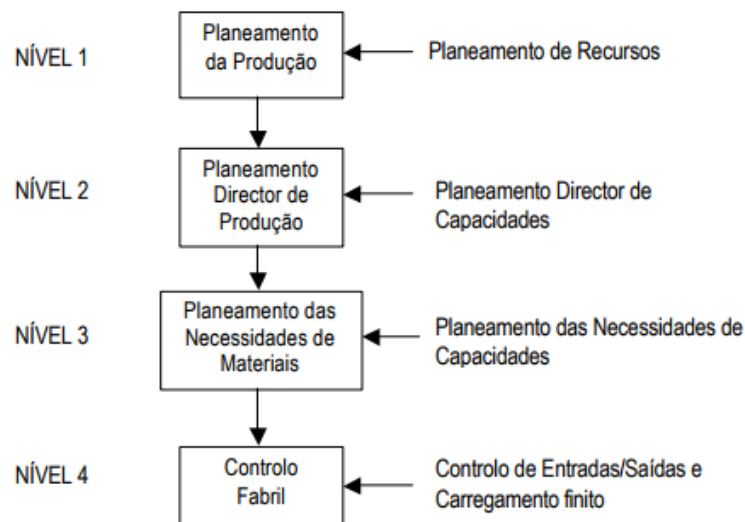 NÍVEL 1
Planeamento
da Produção
Planeamento de Recursos
NÍVEL 2
Planeamento
Director de
Produção
Planeamento Director de
Capacidades
NÍVEL 3
Planeamento das
Necessidades de
Materiais
Planeamento das Necessidades de
Capacidades
NÍVEL 4
Controlo
Fabril
Controlo de Entradas/Saídas e
Carregamento finito